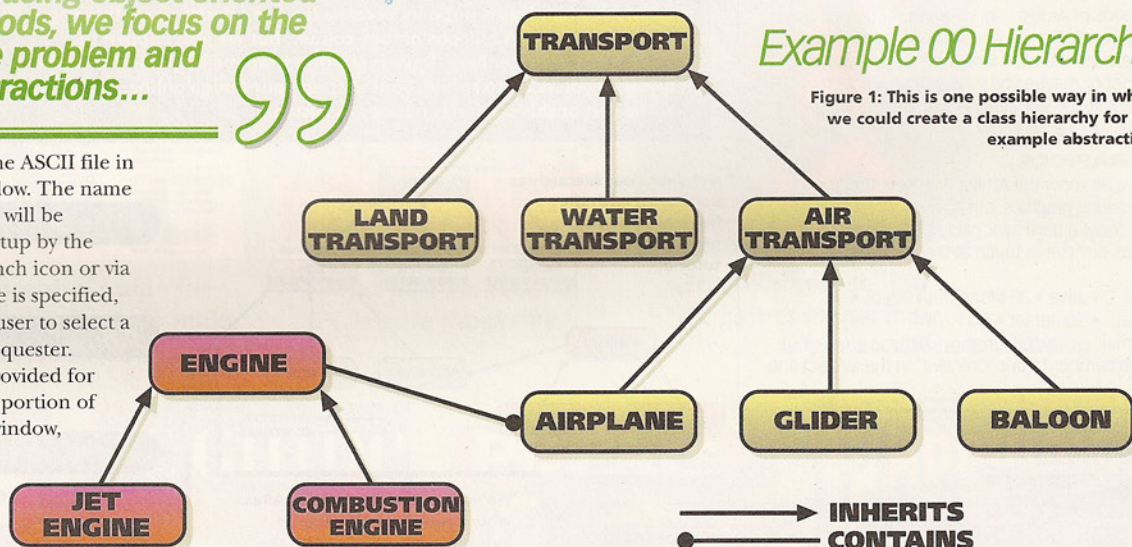 ods, we focus on the
problem and
ractions...
”
ne ASCII file in
low. The name
will be
tup by the
nch icon or via
e is specified,
user to select a
quester.
rovided for
portion of
window,
Example OO Hierarch
Figure 1: This is one possible way in wh
we could create a class hierarchy for
example abstracti
TRANSPORT
LAND
TRANSPORT
WATER
TRANSPORT
AIR
TRANSPORT
ENGINE
AIRPLANE
GLIDER
BALOON
JET
ENGINE
COMBUSTION
ENGINE
INHERITS
CONTAINS